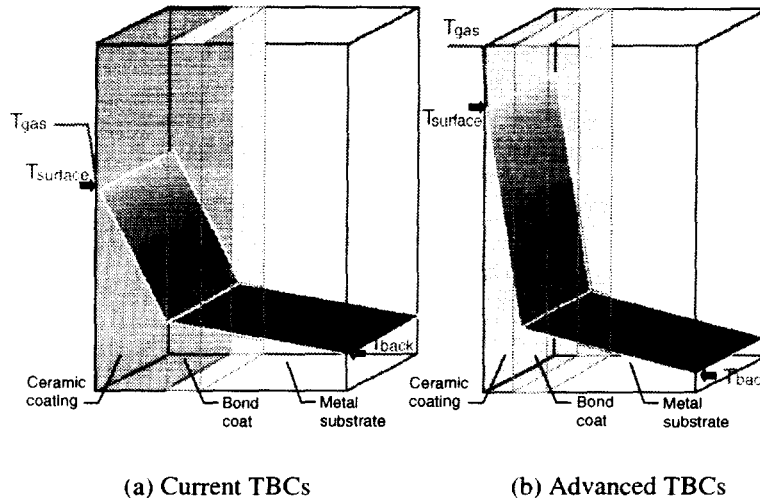 Tgas
Tsurface
Tback
Ceramic
coating
Bond
coat
Metal
substrate
(a) Current TBCs
Tgas
Tsurface
Tback
Ceramic
coating
Bond
coat
Metal
substrate
(b) Advanced TBCs